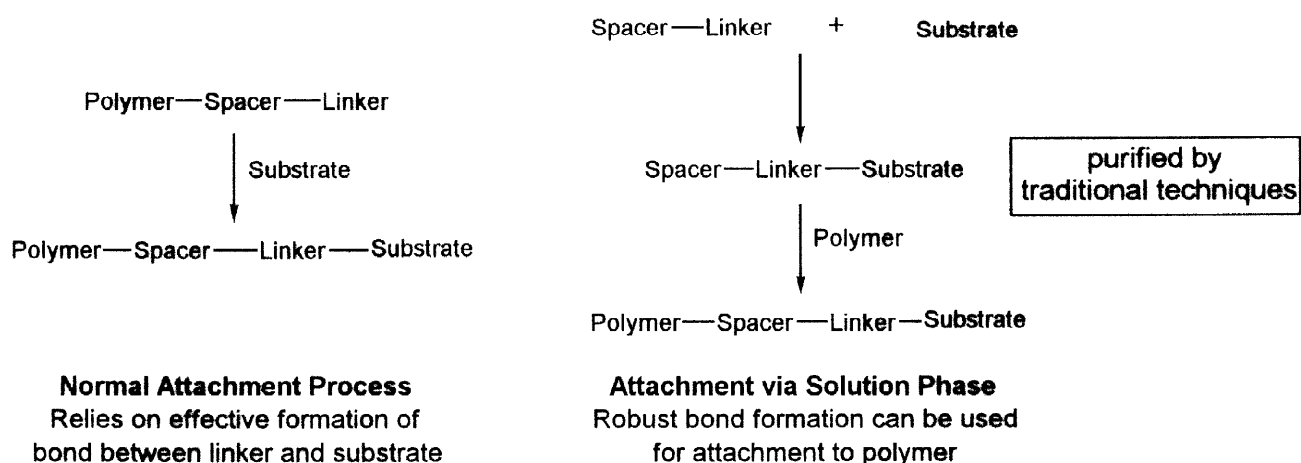 Polymer—Spacer—Linker
Substrate
Polymer—Spacer—Linker—Substrate
Normal Attachment Process
Relies on effective formation of
bond between linker and substrate
Spacer—Linker + Substrate
Spacer—Linker—Substrate
purified by
traditional techniques
Polymer
Polymer—Spacer—Linker—Substrate
Attachment via Solution Phase
Robust bond formation can be used
for attachment to polymer